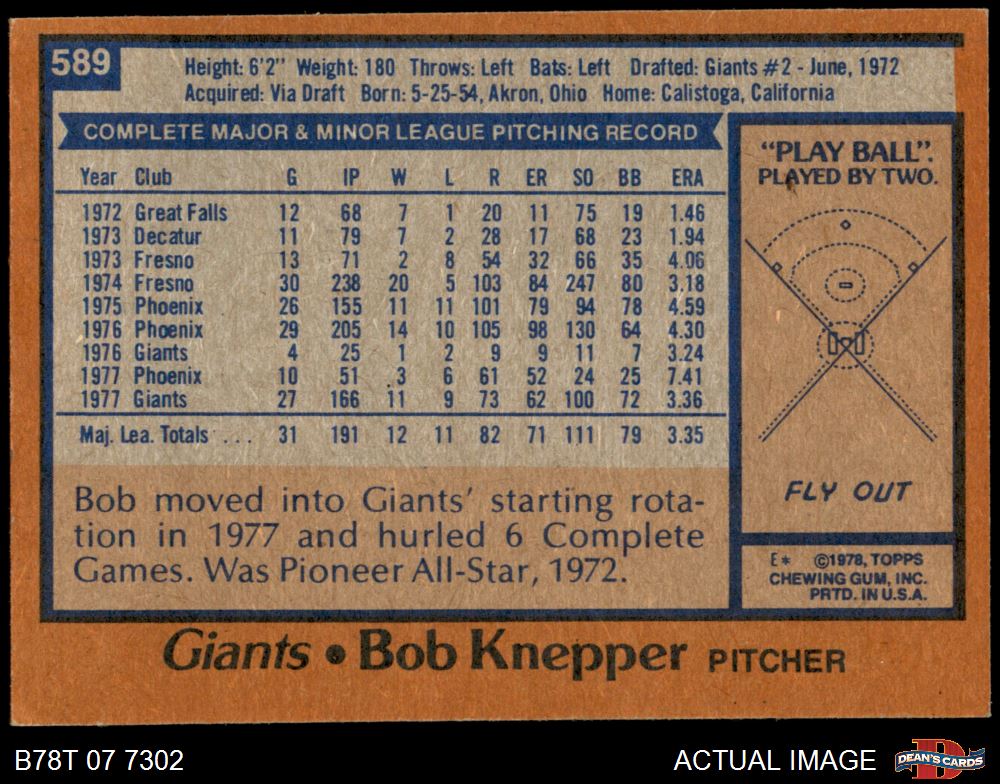 589
Height: 6'2" Weight: 180 Throws: Left Bats: Left Drafted: Giants #2 - June, 1972
Acquired: Via Draft Born: 5-25-54, Akron, Ohio Home: Calistoga, California
COMPLETE MAJOR & MINOR LEAGUE PITCHING RECORD
Year Club G IP W L R ER SO BB ERA
1972 Great Falls 12 68 7 1 20 11 75 19 1.46
1973 Decatur 11 79 7 2 28 17 68 23 1.94
1973 Fresno 13 71 2 8 54 32 66 35 4.06
1974 Fresno 30 238 20 5 103 84 247 80 3.18
1975 Phoenix 26 155 11 11 101 79 94 78 4.59
1976 Phoenix 29 205 14 10 105 98 130 64 4.30
1976 Giants 4 25 1 2 9 9 11 7 3.24
1977 Phoenix 10 51 3 6 61 52 24 25 7.41
1977 Giants 27 166 11 9 73 62 100 72 3.36
Maj. Lea. Totals .... 31 191 12 11 82 71 111 79 3.35
Bob moved into Giants' starting rota-
tion in 1977 and hurled 6 Complete
Games. Was Pioneer All-Star, 1972.
"PLAY BALL".
PLAYED BY TWO.
FLY OUT
E* ©1978, TOPPS
CHEWING GUM, INC.
PRTD. IN U.S.A.
Giants • Bob Knepper PITCHER
B78T 07 7302
ACTUAL IMAGE
DEAN'S CARDS